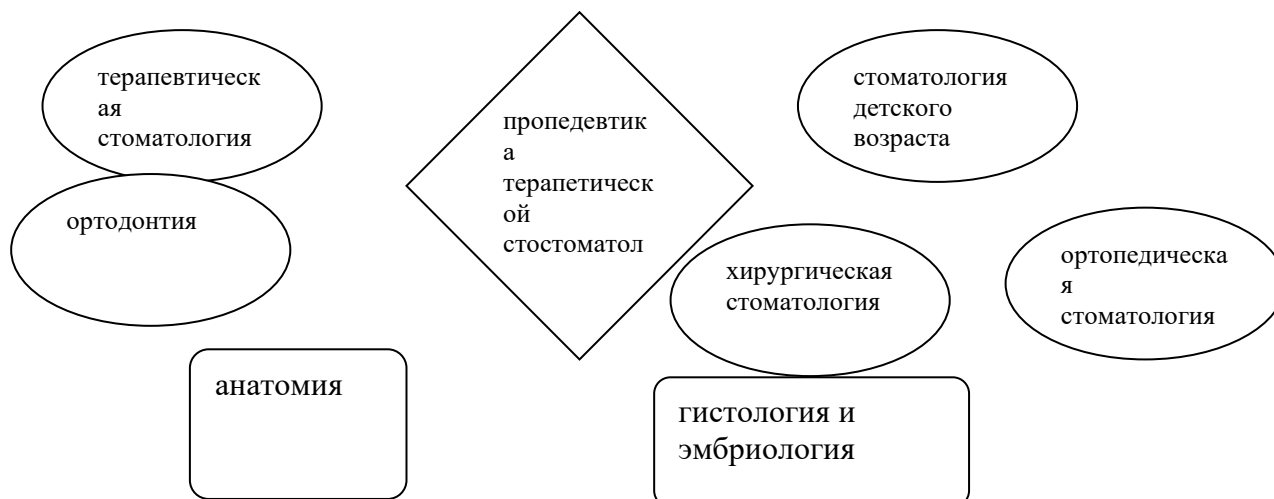 терапевтическ
ая
стоматология
ортодонтия
пропедевтик
а
терапетическ
ой
стостоматол
стоматология
детского
возраста
хирургическая
стоматология
ортопедическа
я
стоматология
анатомия
гистология и
эмбриология